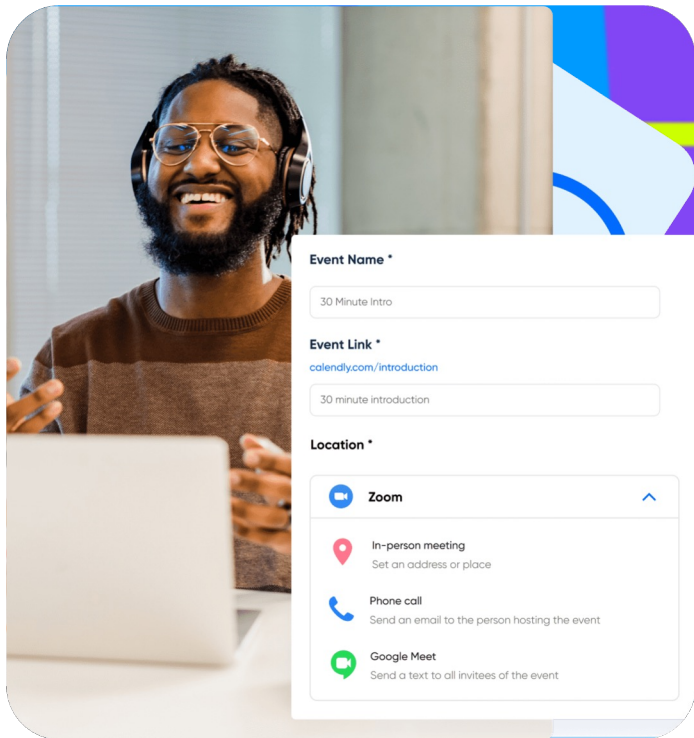 Event Name *
30 Minute Intro
Event Link *
calendly.com/introduction
30 minute introduction
Location *
Zoom
In-person meeting
Set an address or place
Phone call
Send an email to the person hosting the event
Google Meet
Send a text to all invitees of the event